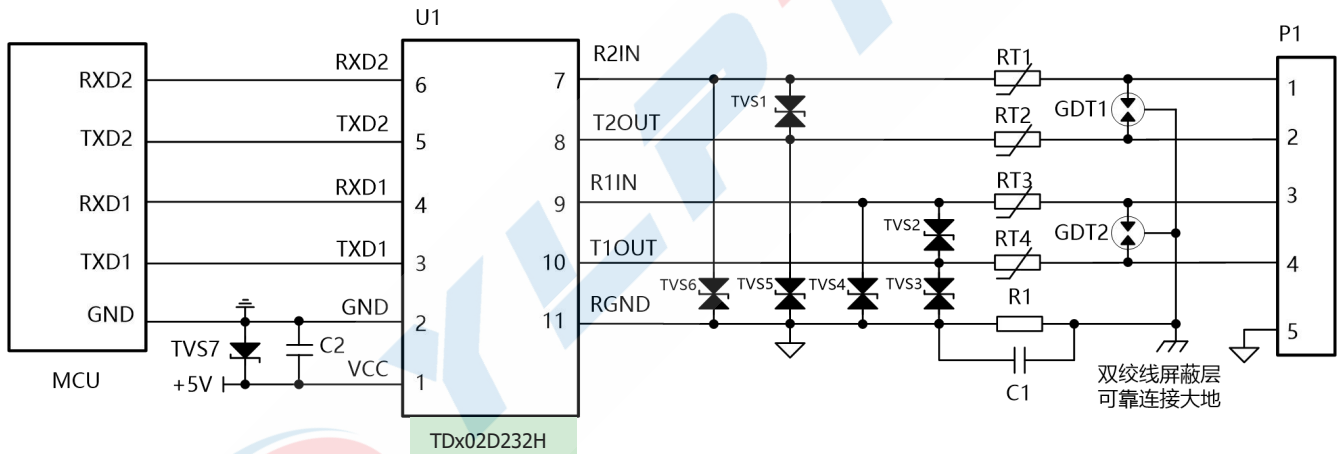 U1
P1
RXD2
RXD2
6
7
R2IN
RT1
1
TVS1
GDT1
TXD2
TXD2
5
8
T2OUT
RT2
2
RXD1
RXD1
4
9
R1IN
RT3
3
TVS2
GDT2
TXD1
TXD1
3
10
T1OUT
RT4
4
TVS6
TVS5
TVS4
TVS3
GND
GND
2
11
RGND
R1
5
TVS7
C2
+5V
VCC
1
C1
MCU
双绞线屏蔽层
可靠连接大地
TDx02D232H